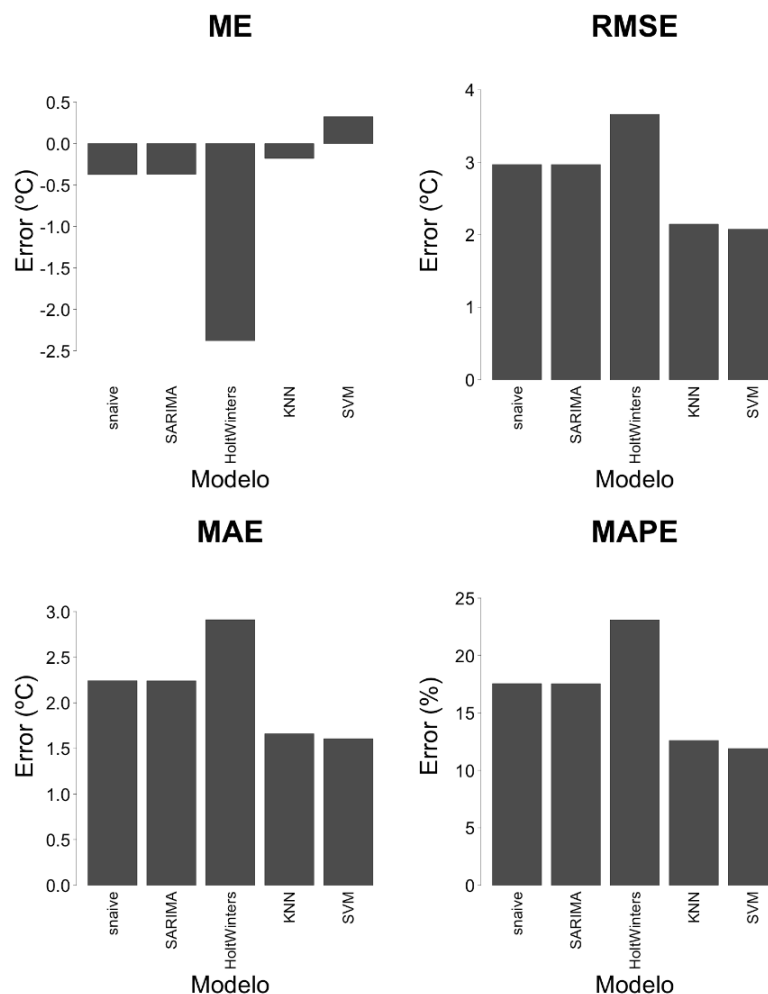 ME
Error (ºC)
0.5
0.0
-0.5
-1.0
-1.5
-2.0
-2.5
snaive
SARIMA
HoltWinters
KNN
SVM
Modelo
RMSE
Error (ºC)
4
3
2
1
0
snaive
SARIMA
HoltWinters
KNN
SVM
Modelo
MAE
Error (ºC)
3.0
2.5
2.0
1.5
1.0
0.5
0.0
snaive
SARIMA
HoltWinters
KNN
SVM
Modelo
MAPE
Error (%)
25
20
15
10
5
0
snaive
SARIMA
HoltWinters
KNN
SVM
Modelo